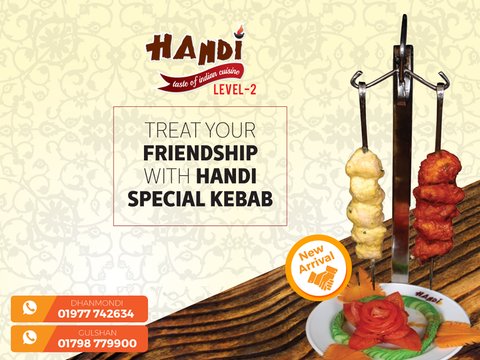 HANDI
taste of indian cuisine
LEVEL-2
TREAT YOUR
FRIENDSHIP
WITH HANDI
SPECIAL KEBAB
New
Arrival
HANDI
DHANMONDI
01977 742634
GULSHAN
01798 779900